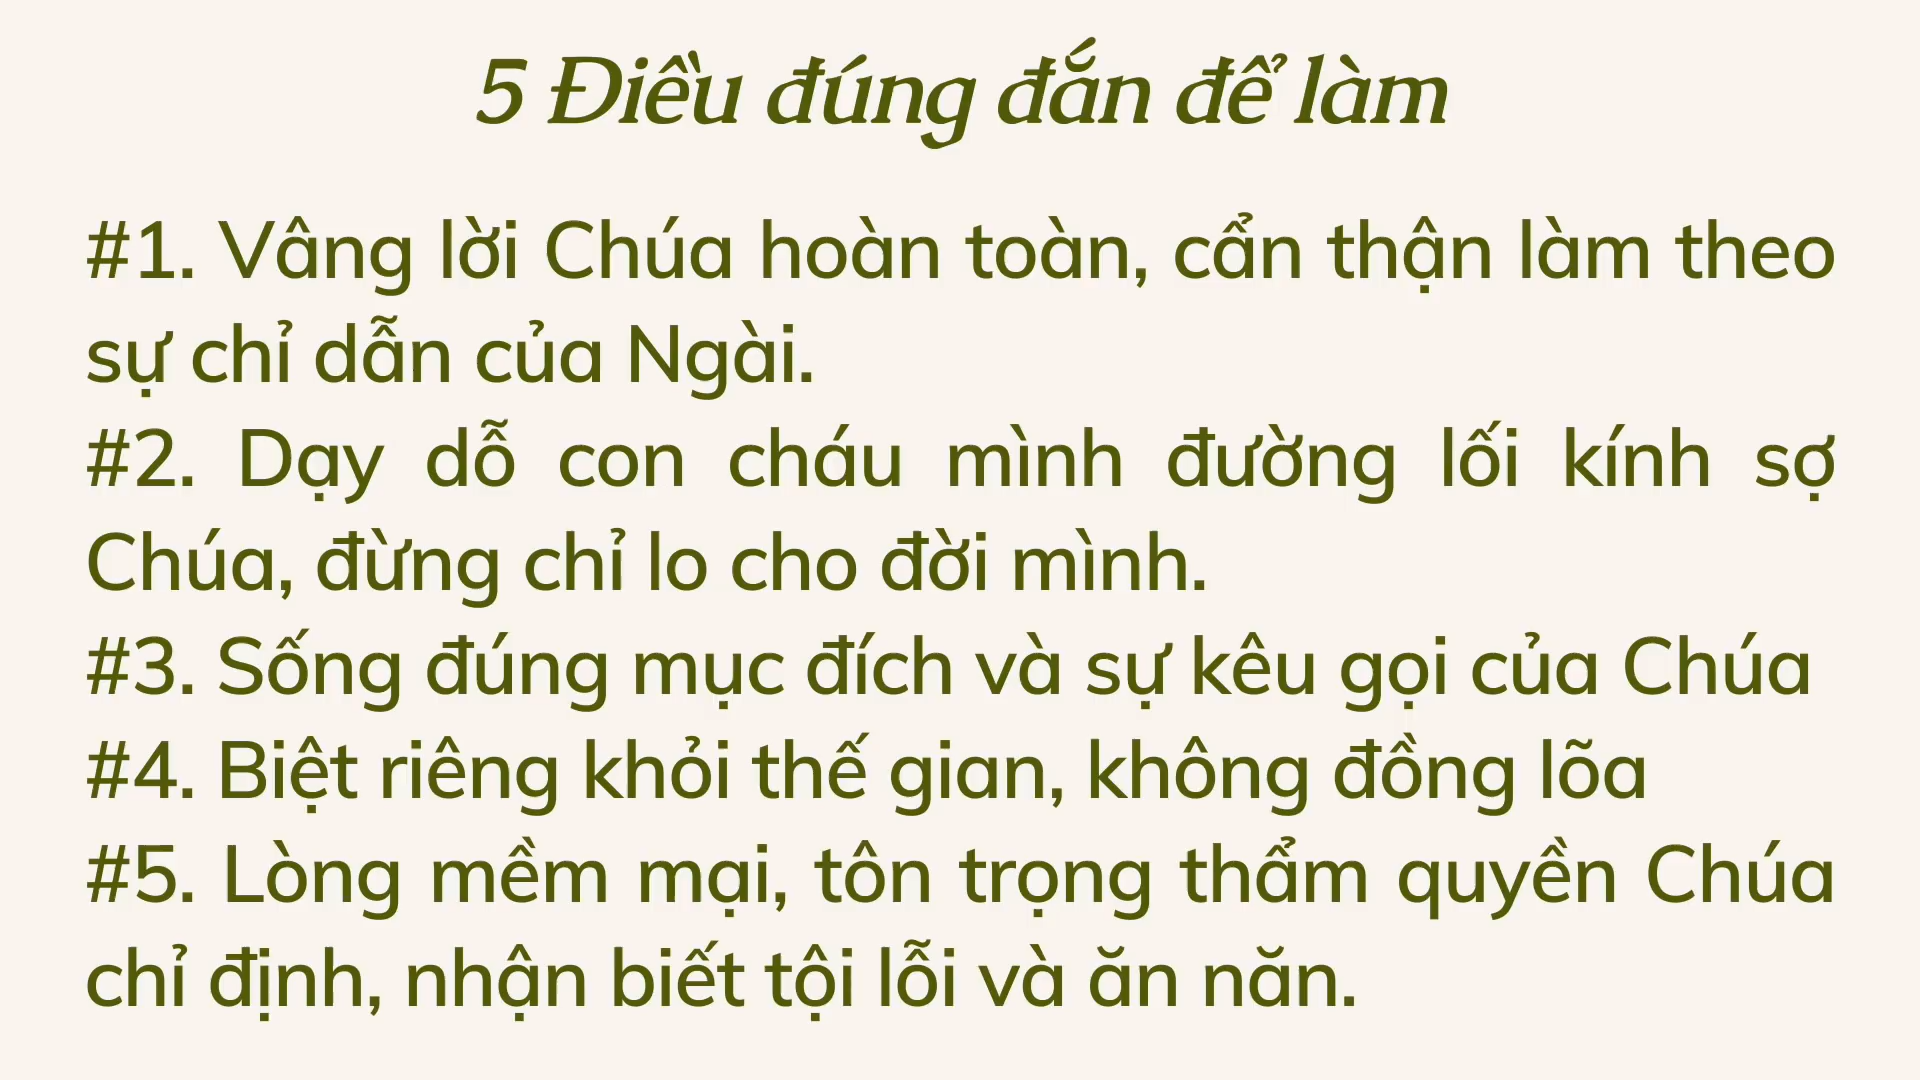 5 Điều đúng đắn để làm
#1. Vâng lời Chúa hoàn toàn, cẩn thận làm theo
sự chỉ dẫn của Ngài.
#2. Dạy dỗ con cháu mình đường lối kính sợ
Chúa, đừng chỉ lo cho đời mình.
#3. Sống đúng mục đích và sự kêu gọi của Chúa
#4. Biệt riêng khỏi thế gian, không đồng lõa
#5. Lòng mềm mại, tôn trọng thẩm quyền Chúa
chỉ định, nhận biết tội lỗi và ăn năn.